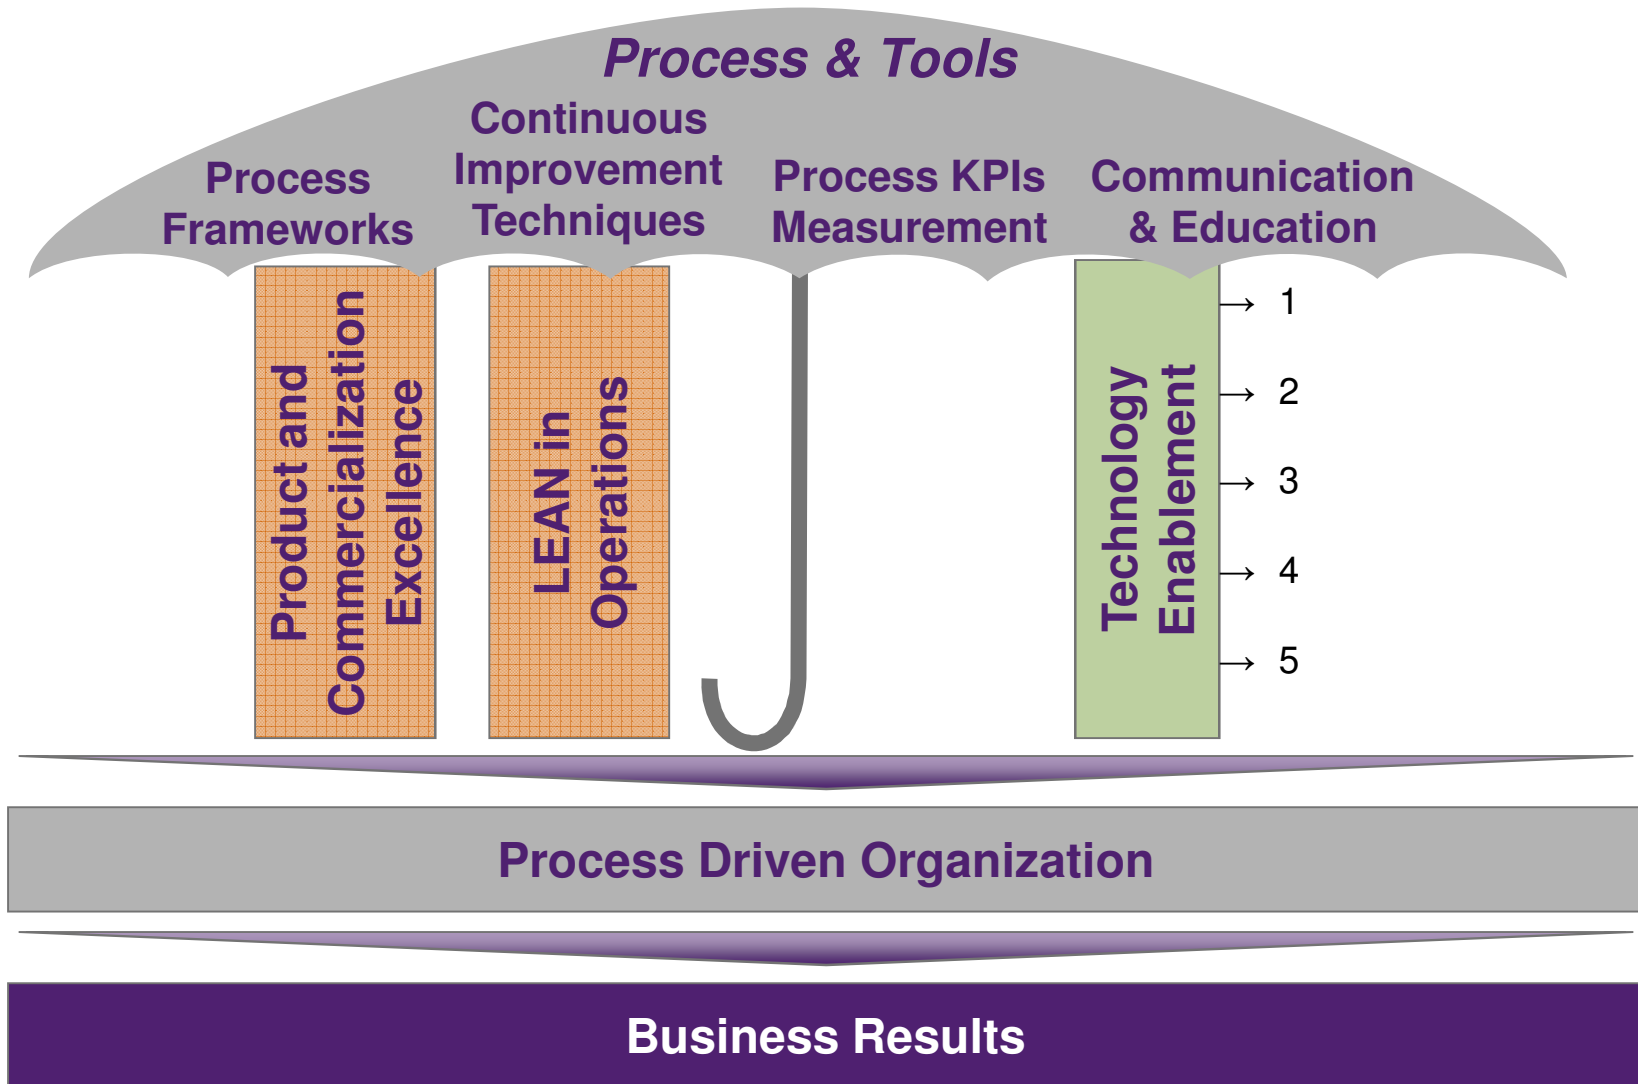 Process & Tools
Process
Frameworks
Continuous
Improvement
Techniques
Process KPIs
Measurement
Communication
& Education
Product and
Commercialization
Excellence
LEAN in
Operations
Technology
Enablement
→ 1
→ 2
→ 3
→ 4
→ 5
Process Driven Organization
Business Results